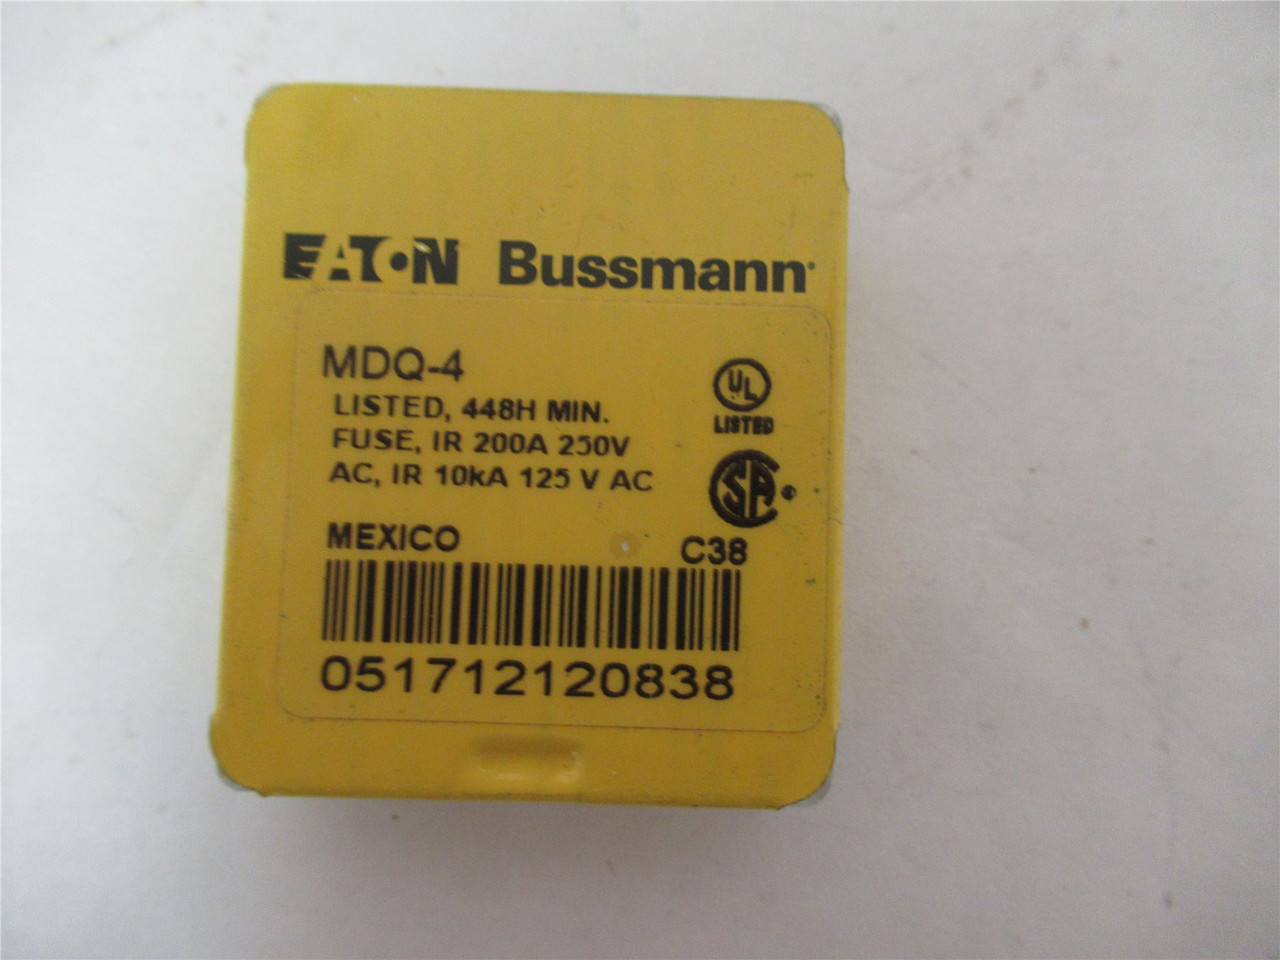 EATON Bussmann
MDQ-4
LISTED, 448H MIN.
FUSE, IR 200A 250V
AC, IR 10kA 125 V AC
UL
LISTED
SA
MEXICO
C38
051712120838